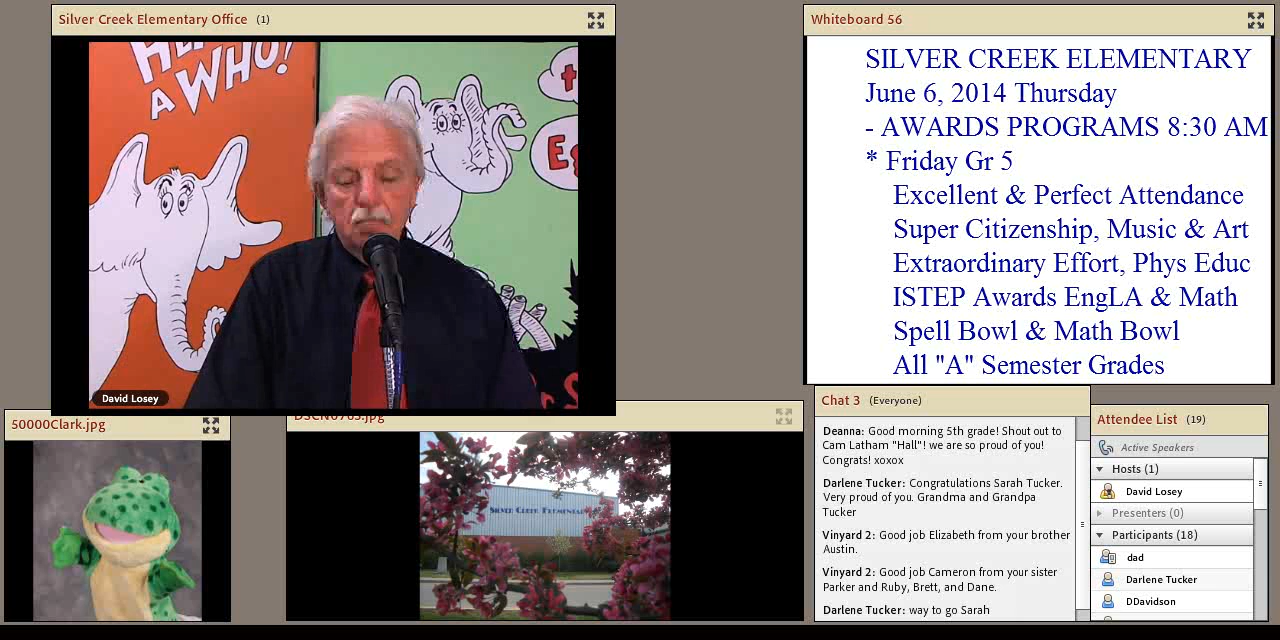 Silver Creek Elementary Office (1)
A WHO!
David Losey
Whiteboard 56
SILVER CREEK ELEMENTARY
June 6, 2014 Thursday
- AWARDS PROGRAMS 8:30 AM
* Friday Gr 5
Excellent & Perfect Attendance
Super Citizenship, Music & Art
Extraordinary Effort, Phys Educ
ISTEP Awards EngLA & Math
Spell Bowl & Math Bowl
All "A" Semester Grades
50000Clark.jpg
SILVER CREEK ELEMENTARY
Chat 3 (Everyone)
Deanna: Good morning 5th grade! Shout out to
Cam Latham "Hall"! we are so proud of you!
Congrats! xoxox
Darlene Tucker: Congratulations Sarah Tucker.
Very proud of you. Grandma and Grandpa
Tucker
Vinyard 2: Good job Elizabeth from your brother
Austin.
Vinyard 2: Good job Cameron from your sister
Parker and Ruby, Brett, and Dane.
Darlene Tucker: way to go Sarah
Attendee List (19)
Active Speakers
Hosts (1)
David Losey
Presenters (0)
Participants (18)
dad
Darlene Tucker
DDavidson